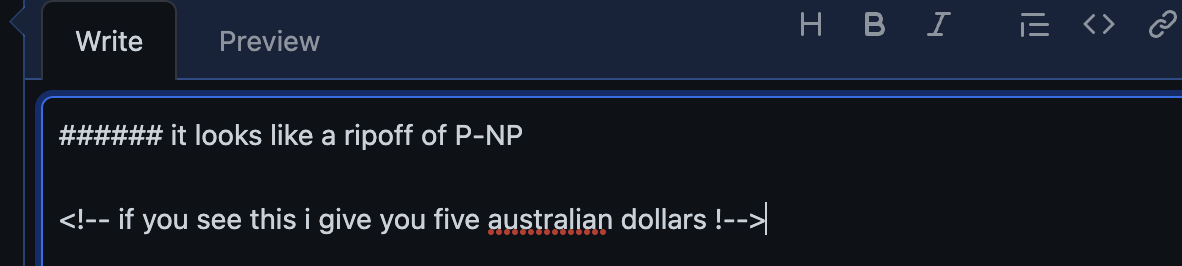 Write Preview H B I <>
###### it looks like a ripoff of P-NP
<!-- if you see this i give you five australian dollars !-->